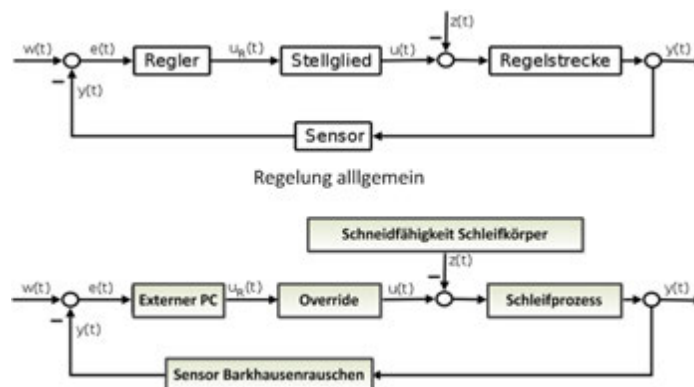 z(t)
w(t) e(t) Regler u_R(t) Stellglied u(t) Regelstrecke y(t)
y(t)
Sensor
Regelung alllgemein
Schneidfähigkeit Schleifkörper
z(t)
w(t) e(t) Externer PC u_R(t) Override u(t) Schleifprozess y(t)
y(t)
Sensor Barkhausenrauschen